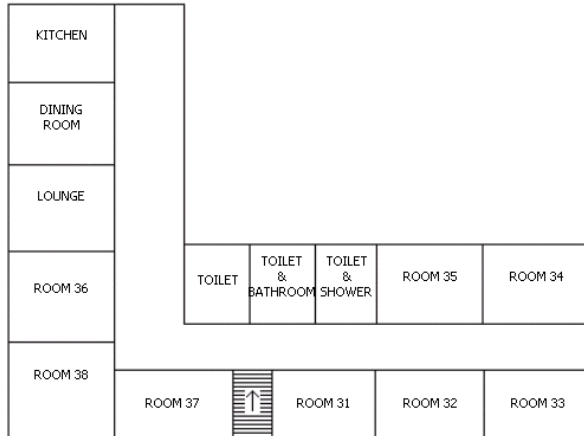 KITCHEN
DINING
ROOM
LOUNGE
ROOM 36
ROOM 38
TOILET
TOILET
&
BATHROOM
TOILET
&
SHOWER
ROOM 35
ROOM 34
ROOM 37
ROOM 31
ROOM 32
ROOM 33